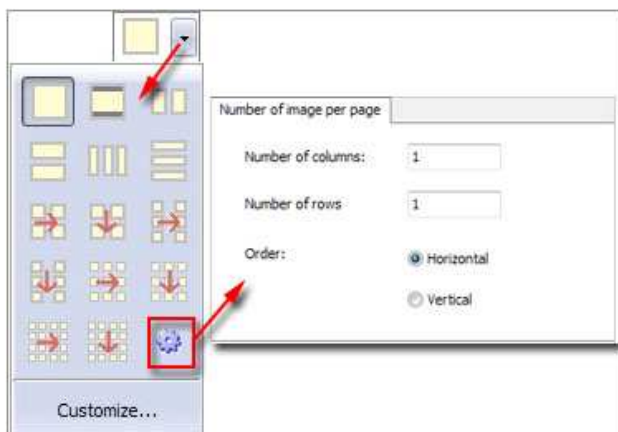 Number of image per page
Number of columns:
1
Number of rows
1
Order:
Horizontal
Vertical
Customize...